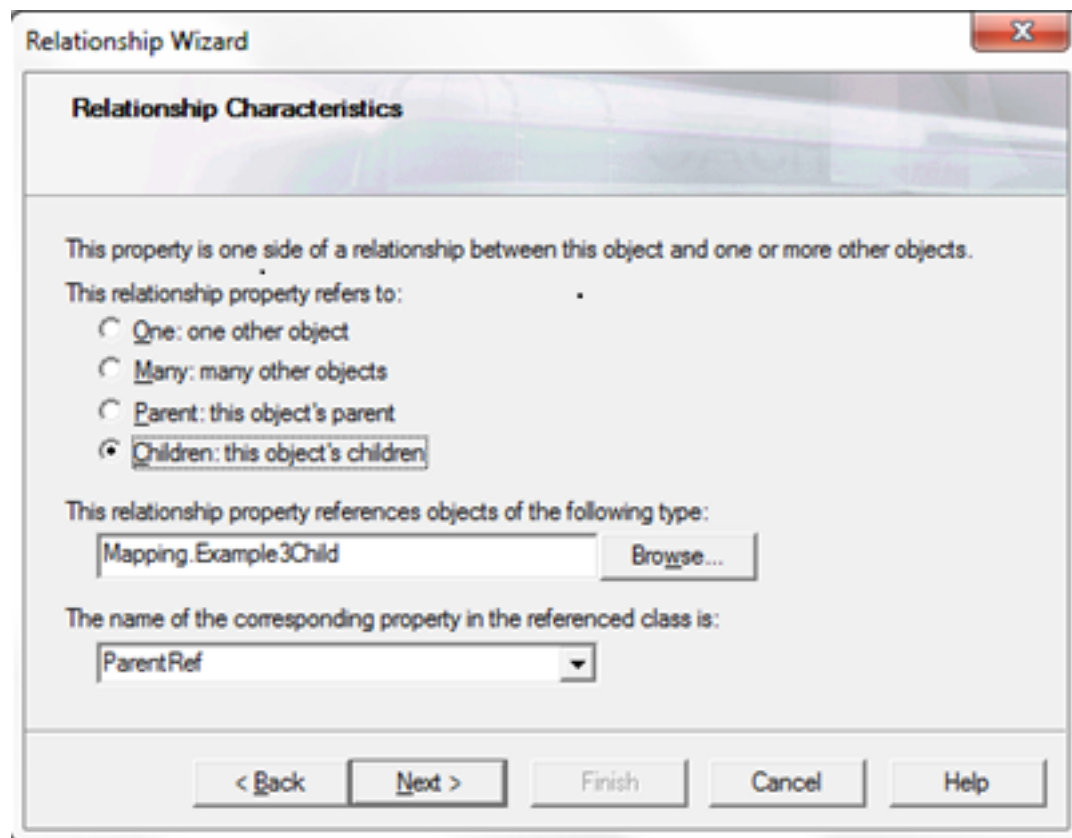 Relationship Wizard
Relationship Characteristics
This property is one side of a relationship between this object and one or more other objects.
This relationship property refers to:
One: one other object
Many: many other objects
Parent: this object's parent
Children: this object's children
This relationship property references objects of the following type:
Mapping.Example3Child
Browse...
The name of the corresponding property in the referenced class is:
ParentRef
< Back Next > Finish Cancel Help